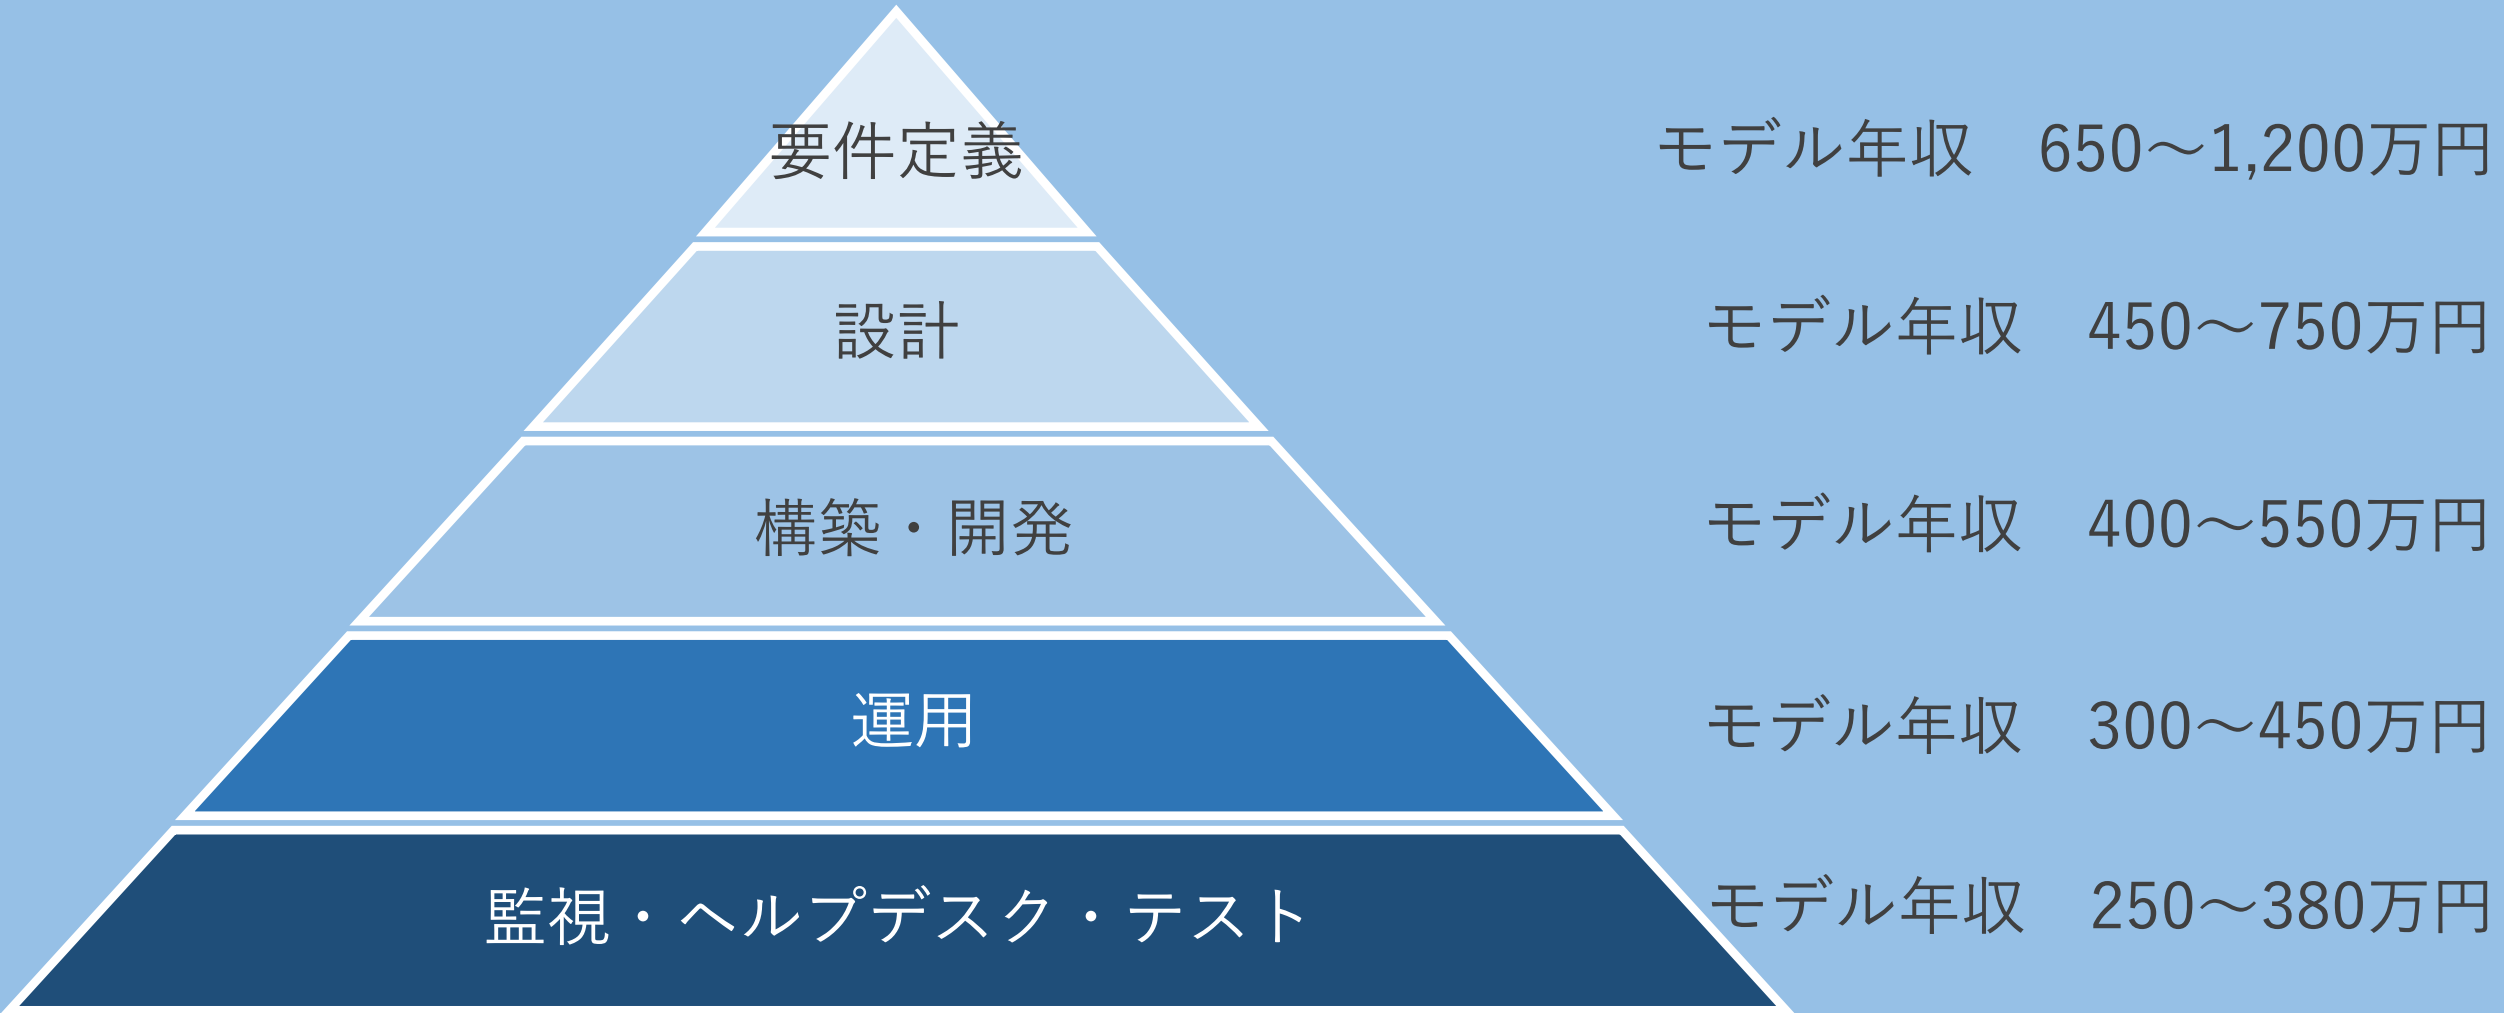 要件定義 モデル年収 650～1,200万円
設計 モデル年収 450～750万円
構築・開発 モデル年収 400～550万円
運用 モデル年収 300～450万円
監視・ヘルプデスク・テスト モデル年収 250～380万円